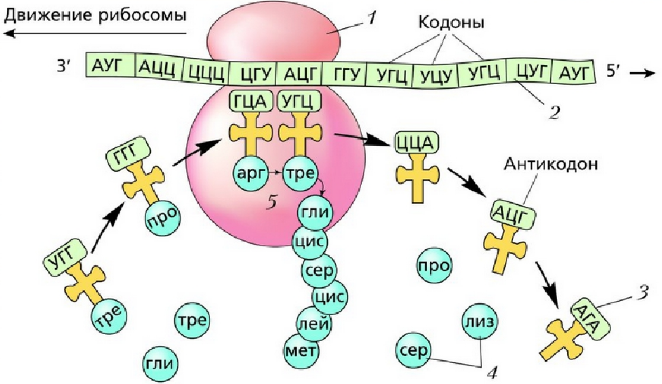 Движение рибосомы
1
Кодоны
3' АУГ АЦЦ ЦЦЦ ЦГУ АЦГ ГГУ УГЦ УЦУ УГЦ ЦУГ АУГ 5'
2
ГЦА УГЦ
ГГГ
ЦЦА
Антикодон
арг тре
5
про
АЦГ
гли
УГГ
цис
сер
про
цис
тре
тре
лей
лиз
АГА
3
гли
мет
сер
4